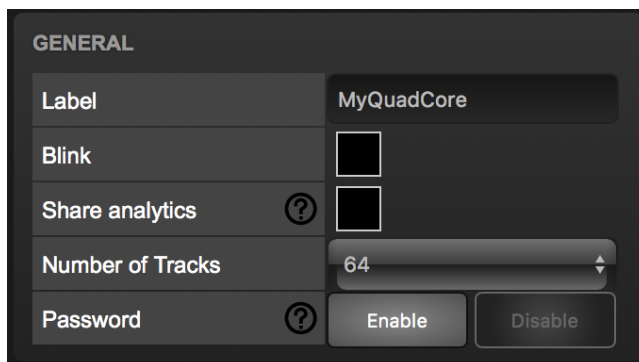 GENERAL
Label MyQuadCore
Blink
Share analytics ?
Number of Tracks 64
Password ? Enable Disable